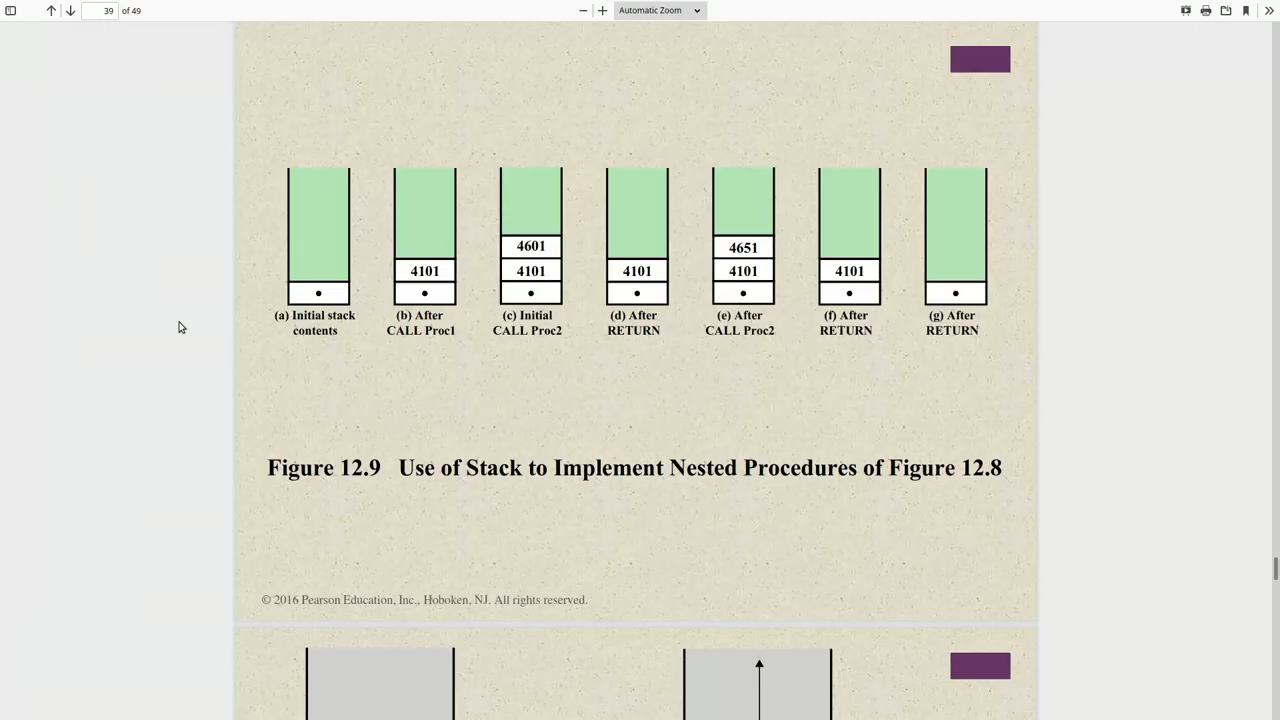 39 of 49 Automatic Zoom
4601 4651
4101 4101 4101 4101 4101
(a) Initial stack (b) After (c) Initial (d) After (e) After (f) After (g) After
contents CALL Proc1 CALL Proc2 RETURN CALL Proc2 RETURN RETURN
Figure 12.9 Use of Stack to Implement Nested Procedures of Figure 12.8
© 2016 Pearson Education, Inc., Hoboken, NJ. All rights reserved.